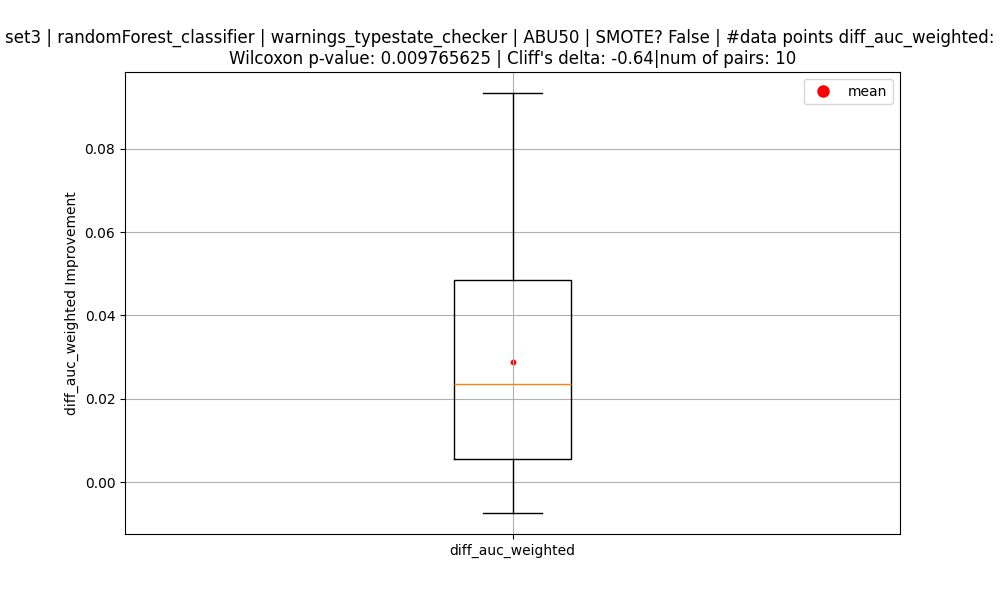 set3 | randomForest_classifier | warnings_typestate_checker | ABU50 | SMOTE? False | #data points diff_auc_weighted:
Wilcoxon p-value: 0.009765625 | Cliff's delta: -0.64|num of pairs: 10
mean
0.08
0.06
0.04
0.02
0.00
diff_auc_weighted Improvement
diff_auc_weighted